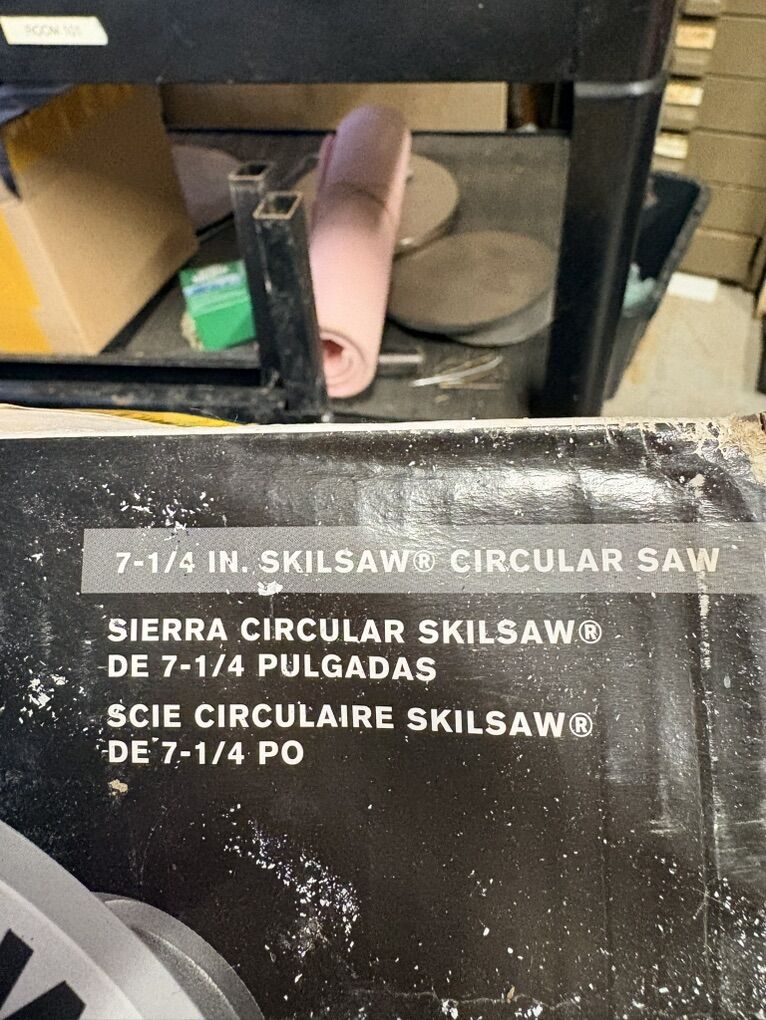 7-1/4 IN. SKILSAW® CIRCULAR SAW
SIERRA CIRCULAR SKILSAW®
DE 7-1/4 PULGADAS
SCIE CIRCULAIRE SKILSAW®
DE 7-1/4 PO